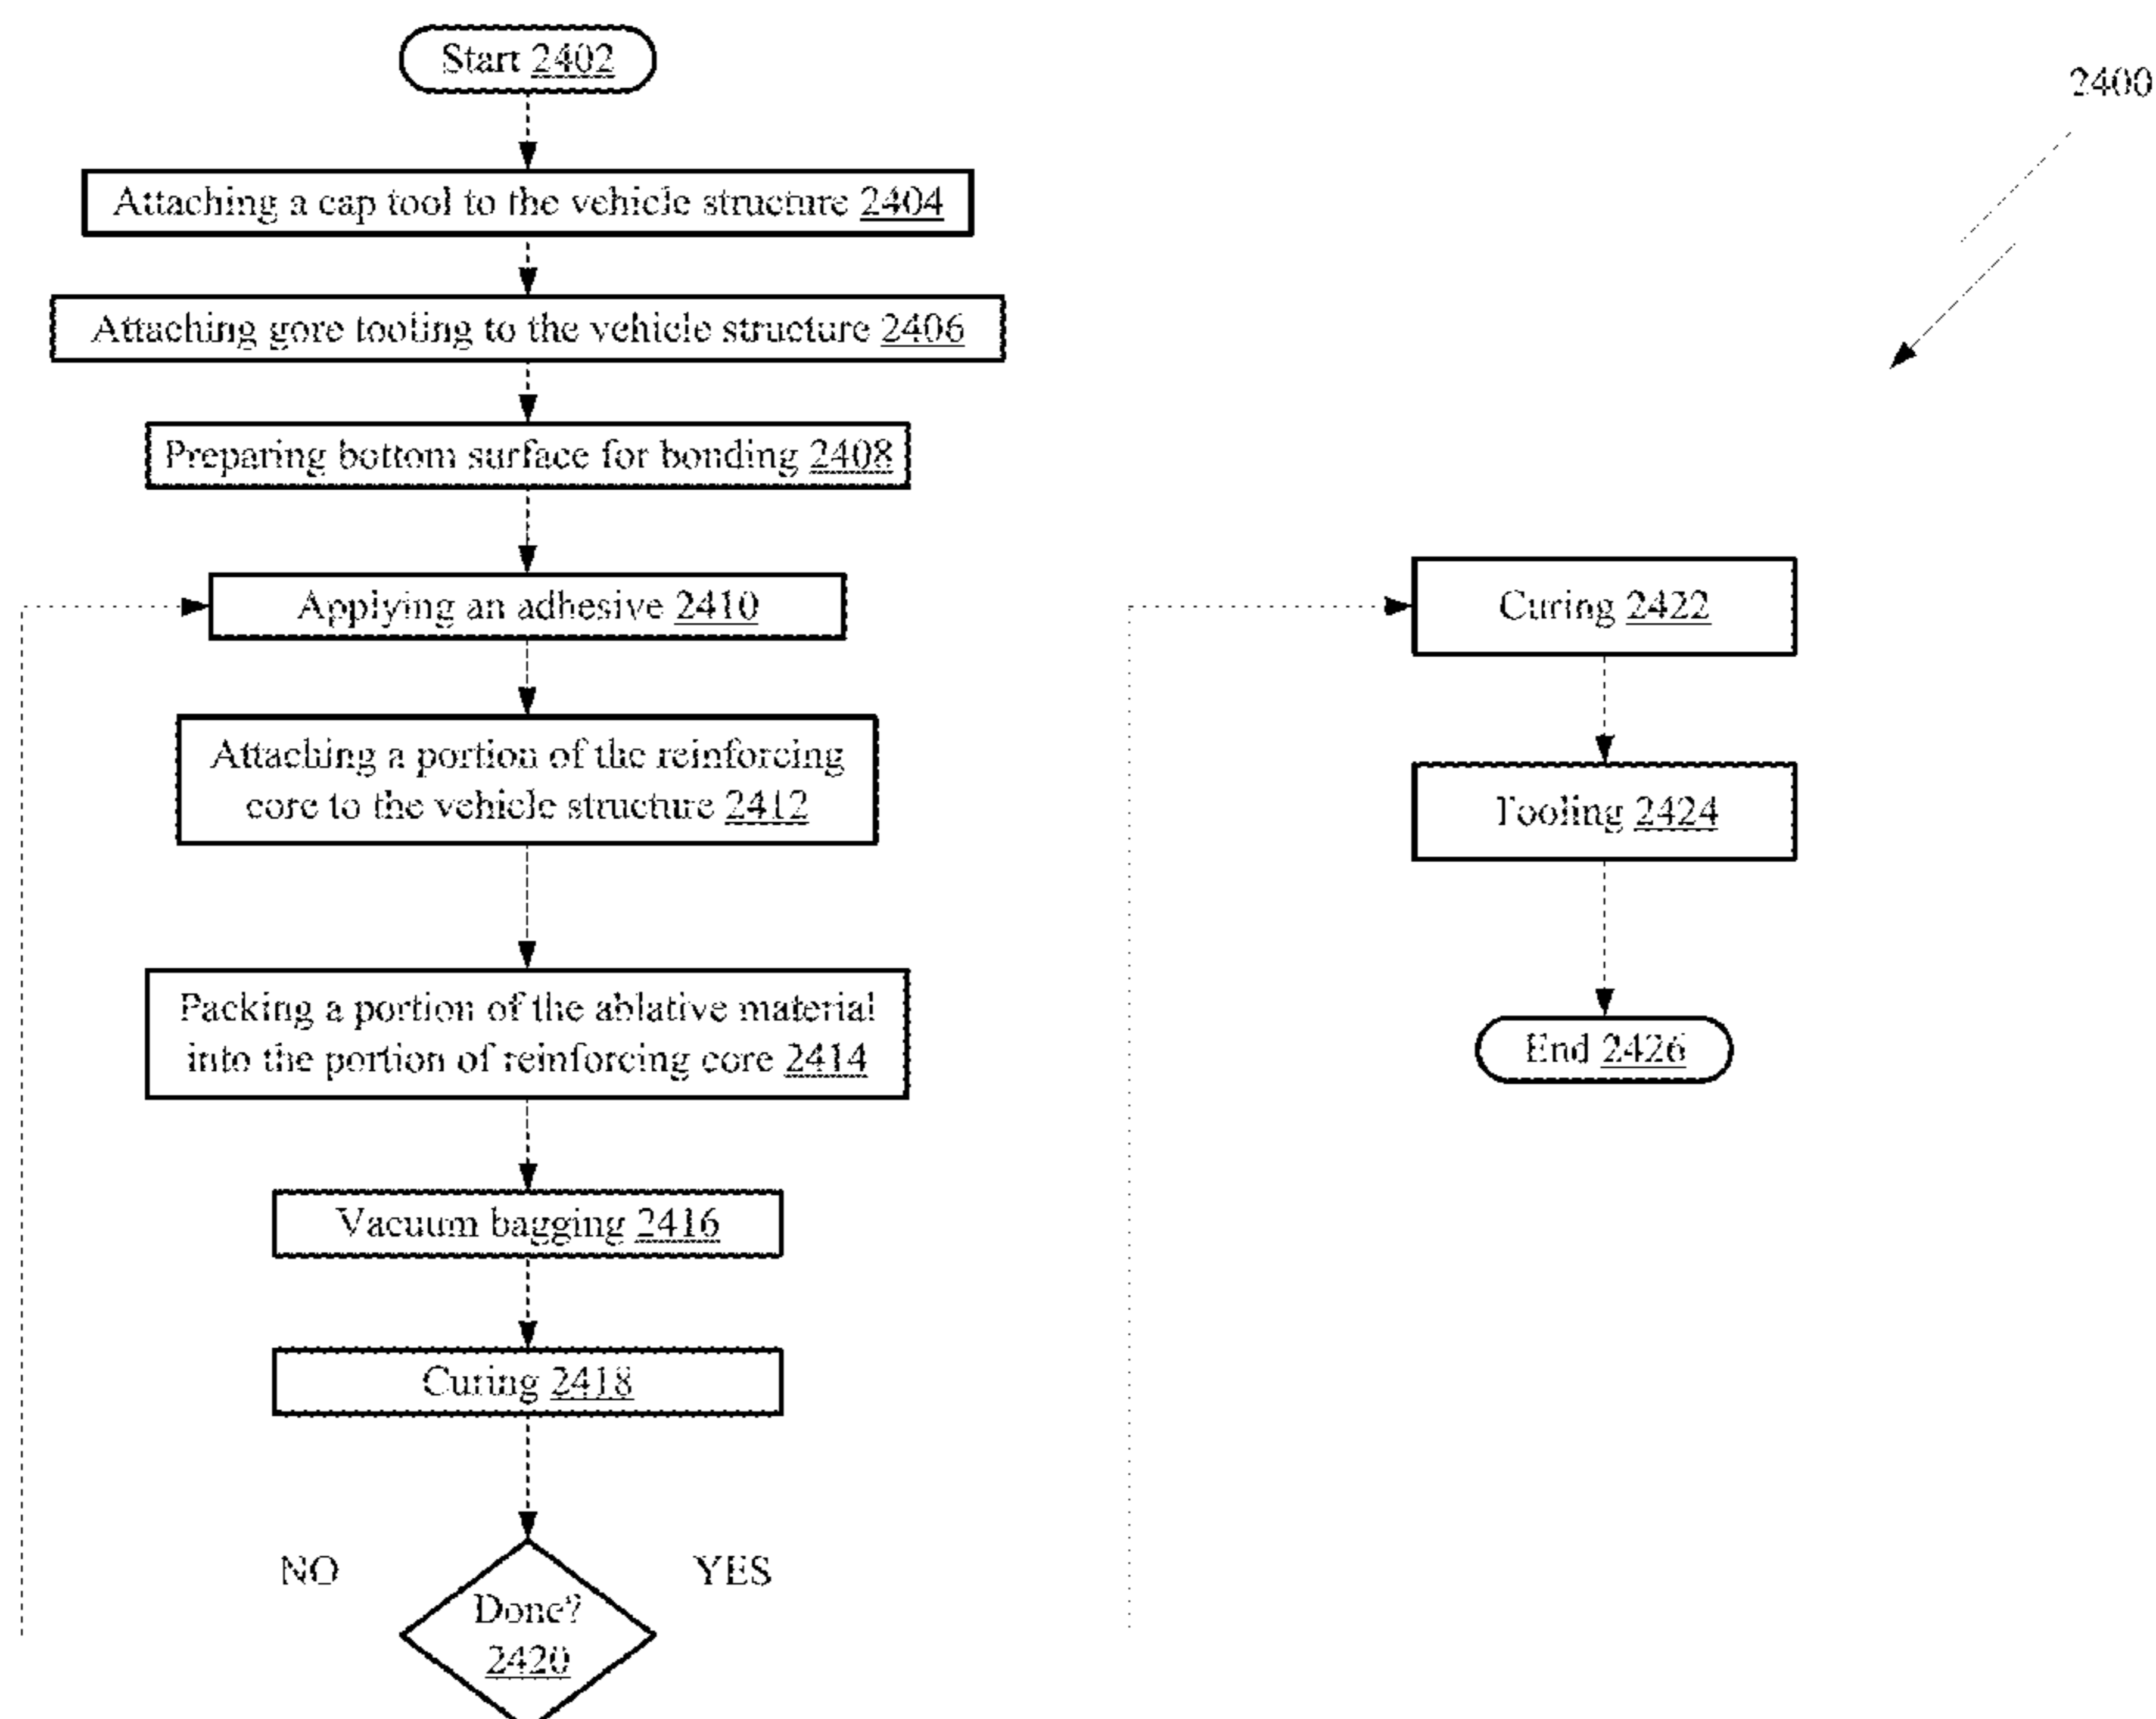 Start 2402
2400
Attaching a cap tool to the vehicle structure 2404
Attaching gore tooling to the vehicle structure 2406
Preparing bottom surface for bonding 2408
Applying an adhesive 2410
Attaching a portion of the reinforcing
core to the vehicle structure 2412
Packing a portion of the ablative material
into the portion of reinforcing core 2414
Vacuum bagging 2416
Curing 2418
NO
YES
Done?
2420
Curing 2422
Tooling 2424
End 2426